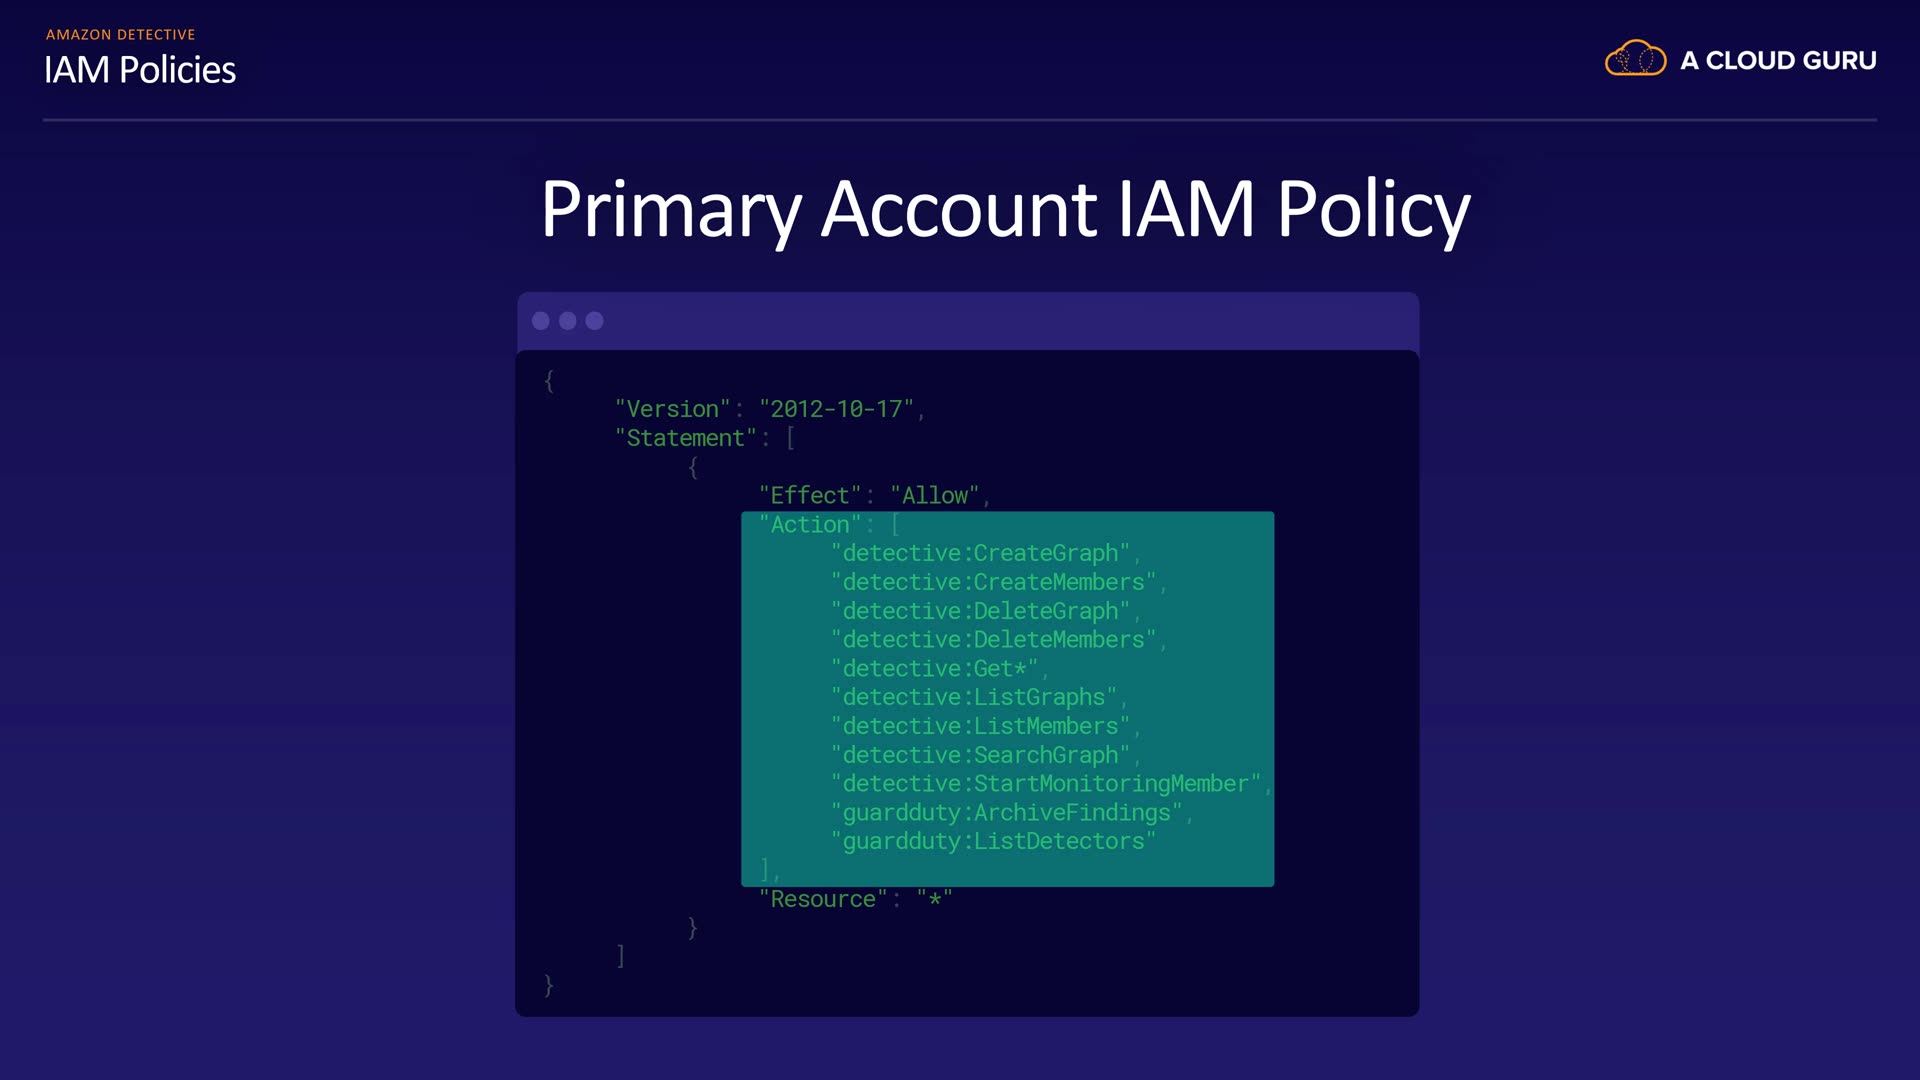 AMAZON DETECTIVE
IAM Policies
A CLOUD GURU
Primary Account IAM Policy
{
"Version": "2012-10-17",
"Statement": [
{
"Effect": "Allow",
"Action": [
"detective:CreateGraph",
"detective:CreateMembers",
"detective:DeleteGraph",
"detective:DeleteMembers",
"detective:Get*",
"detective:ListGraphs",
"detective:ListMembers",
"detective:SearchGraph",
"detective:StartMonitoringMember",
"guardduty:ArchiveFindings",
"guardduty:ListDetectors"
],
"Resource": "*"
}
]
}